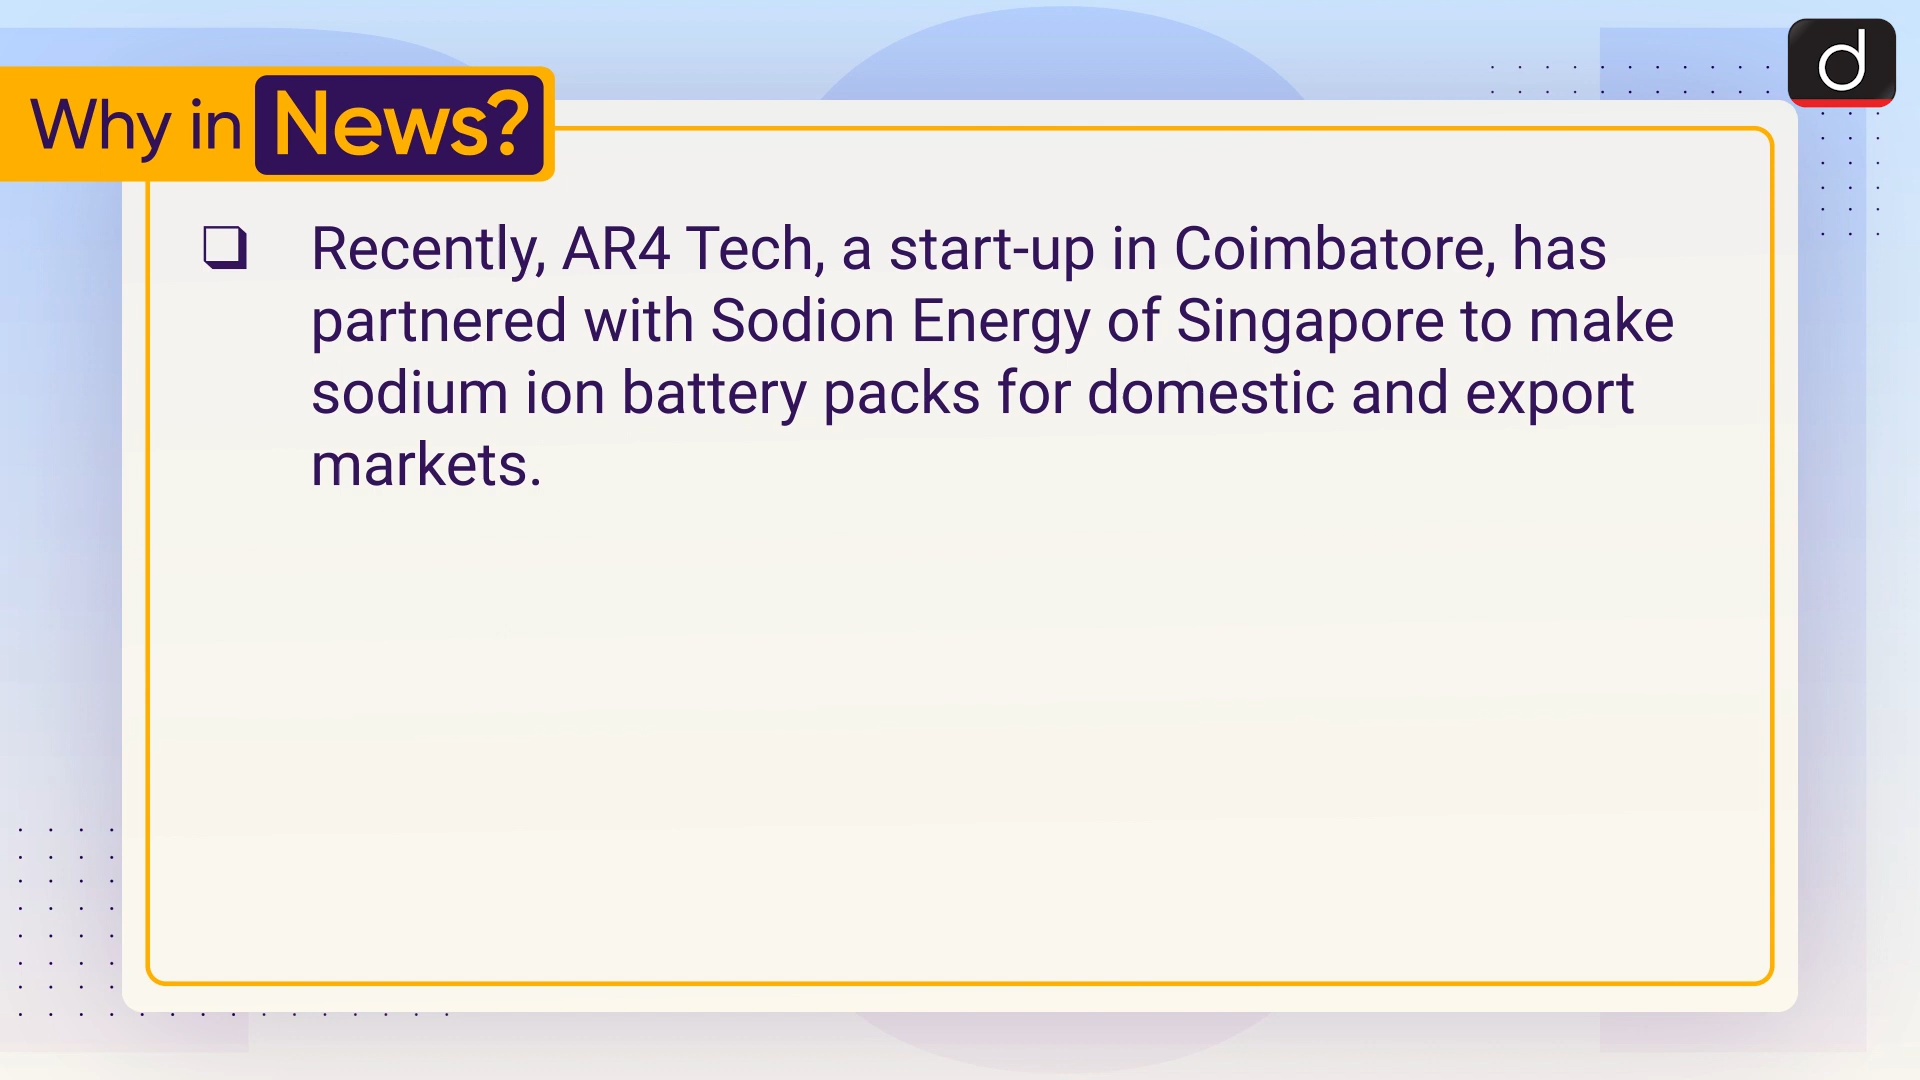 Why in News?
❑ Recently, AR4 Tech, a start-up in Coimbatore, has
partnered with Sodion Energy of Singapore to make
sodium ion battery packs for domestic and export
markets.
d